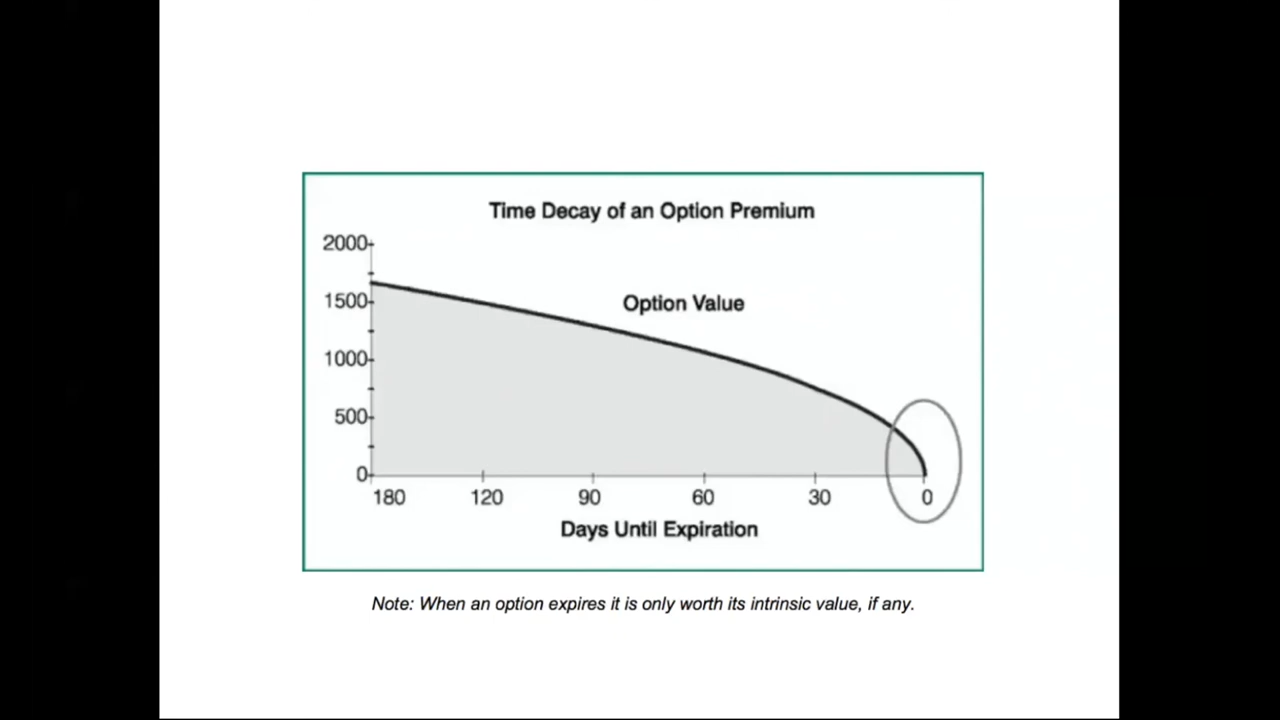 Time Decay of an Option Premium
2000
Option Value
1500
1000
500
0
180 120 90 60 30 0
Days Until Expiration
Note: When an option expires it is only worth its intrinsic value, if any.